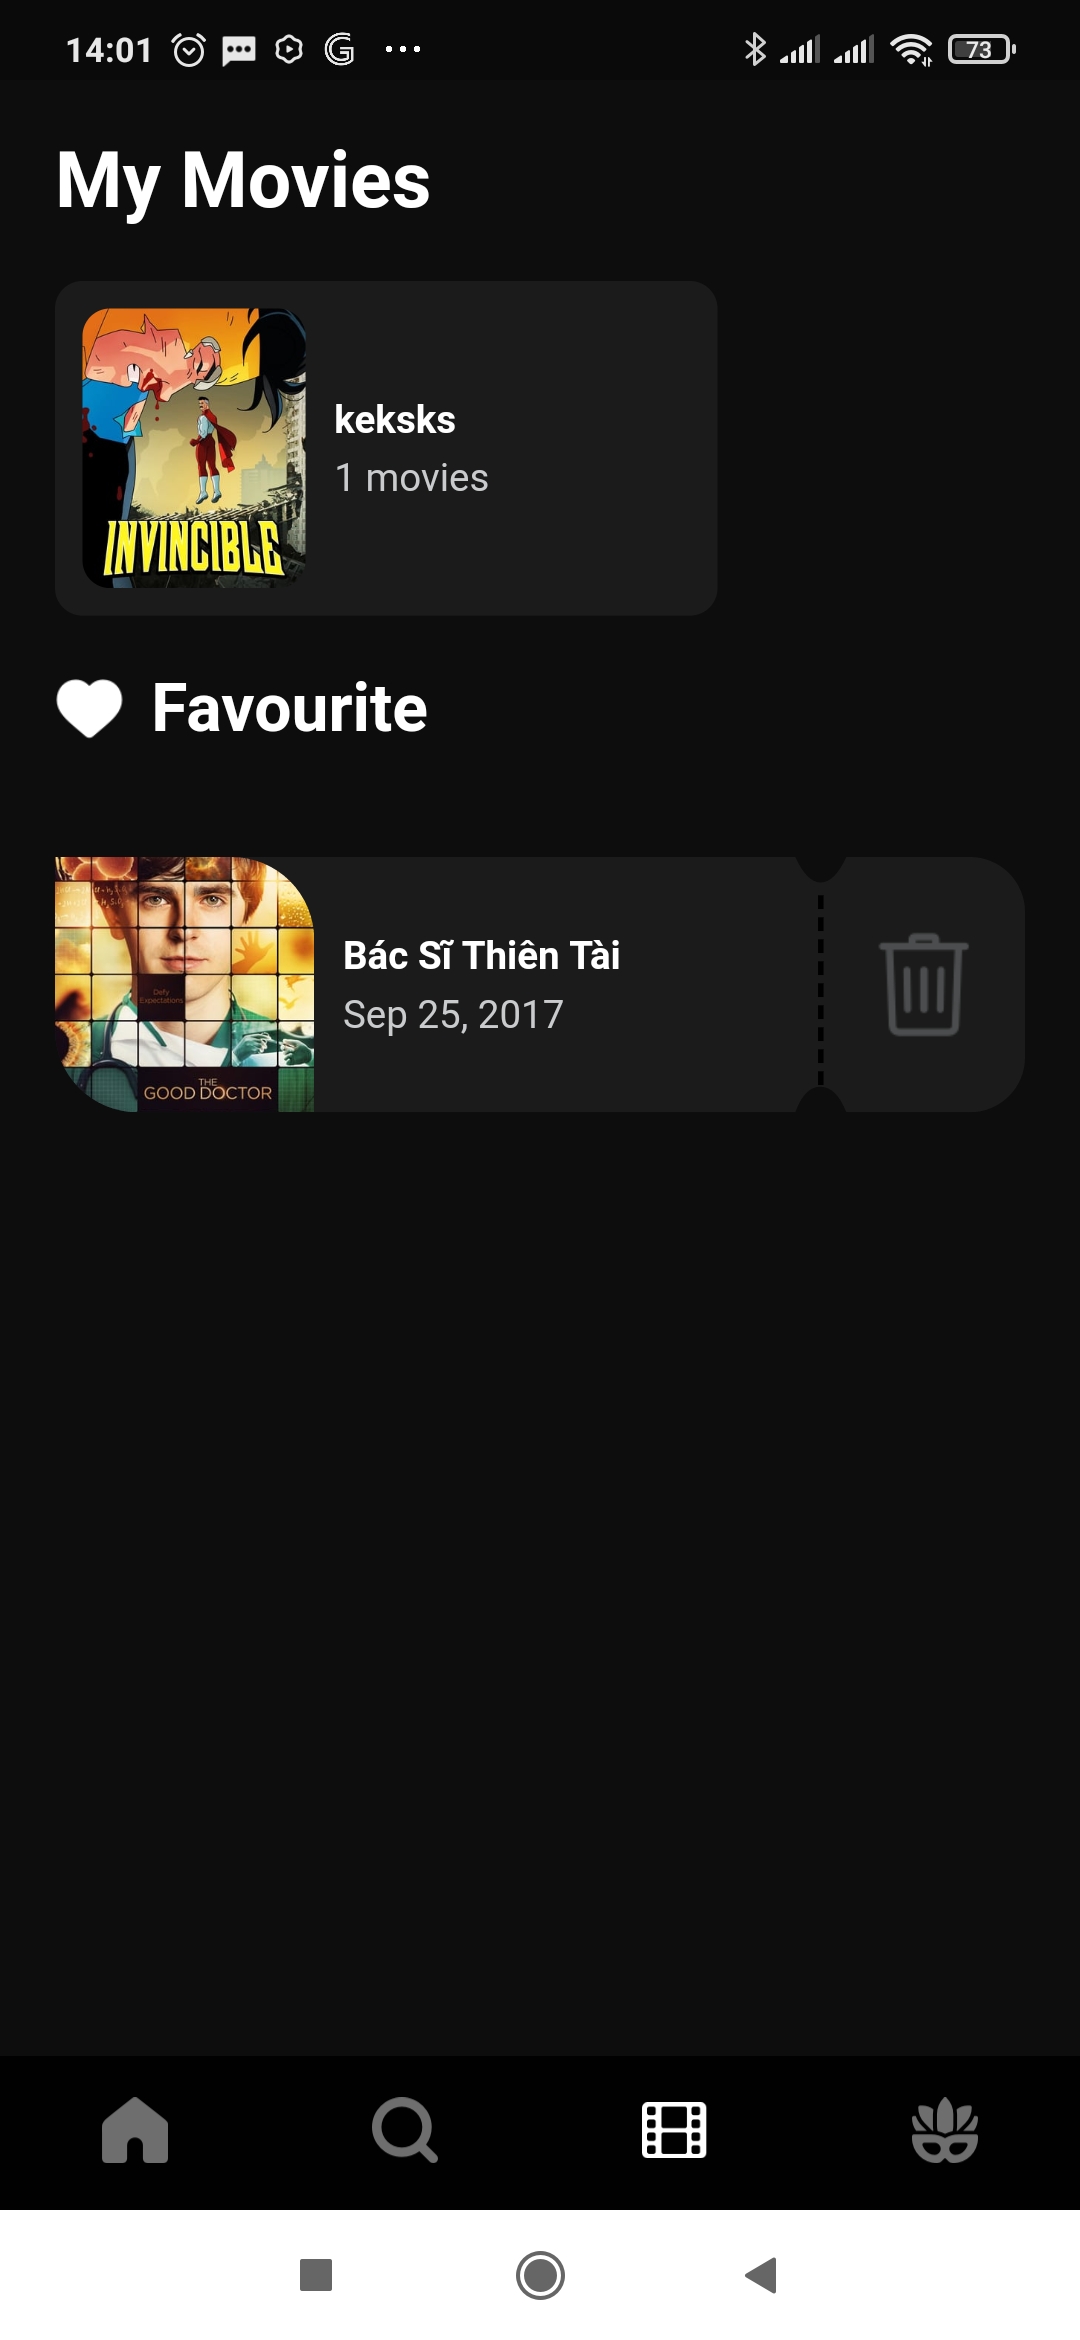 14:01
73
My Movies
INVINCIBLE
keksks
1 movies
Favourite
Defy
Expectations
THE
GOOD DOCTOR
Bác Sĩ Thiên Tài
Sep 25, 2017